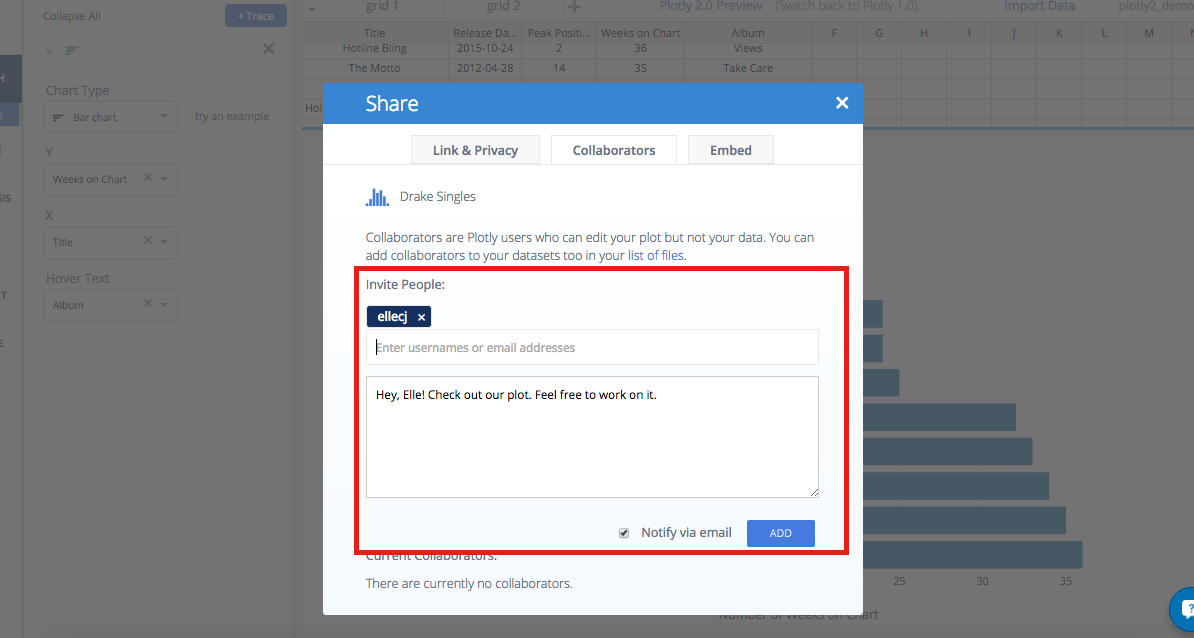 Collapse All
+ Trace
grid 1
grid 2
Plotly 2.0 Preview
(Switch back to Plotly 1.0)
Import Data
plotly2_demo
Title
Release Da...
Peak Positi...
Weeks on Chart
Album
F
G
H
I
J
K
L
M
Hotline Bling
2015-10-24
2
36
Views
The Motto
2012-04-28
14
35
Take Care
Hol
Chart Type
Bar chart
try an example
Y
Weeks on Chart
X
Title
Hover Text
Album
Share
Link & Privacy
Collaborators
Embed
Drake Singles
Collaborators are Plotly users who can edit your plot but not your data. You can
add collaborators to your datasets too in your list of files.
Invite People:
ellecj x
Enter usernames or email addresses
Hey, Elle! Check out our plot. Feel free to work on it.
Notify via email
ADD
Current Collaborators:
There are currently no collaborators.
25
30
35
Number of Weeks on Chart